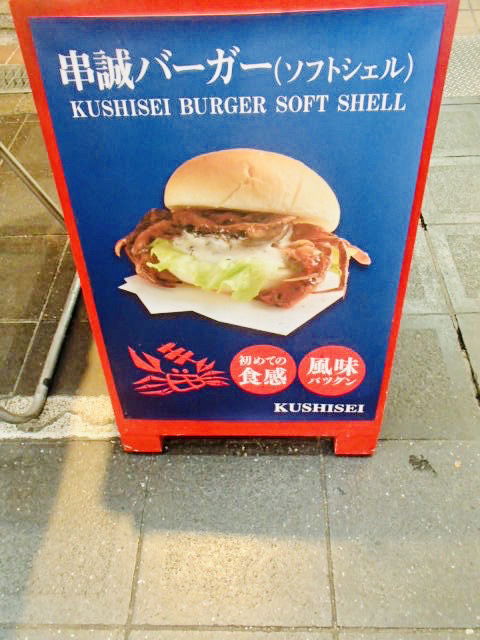 串誠バーガー(ソフトシェル)
KUSHISEI BURGER SOFT SHELL
初めての
食感
風味
バツグン
KUSHISEI